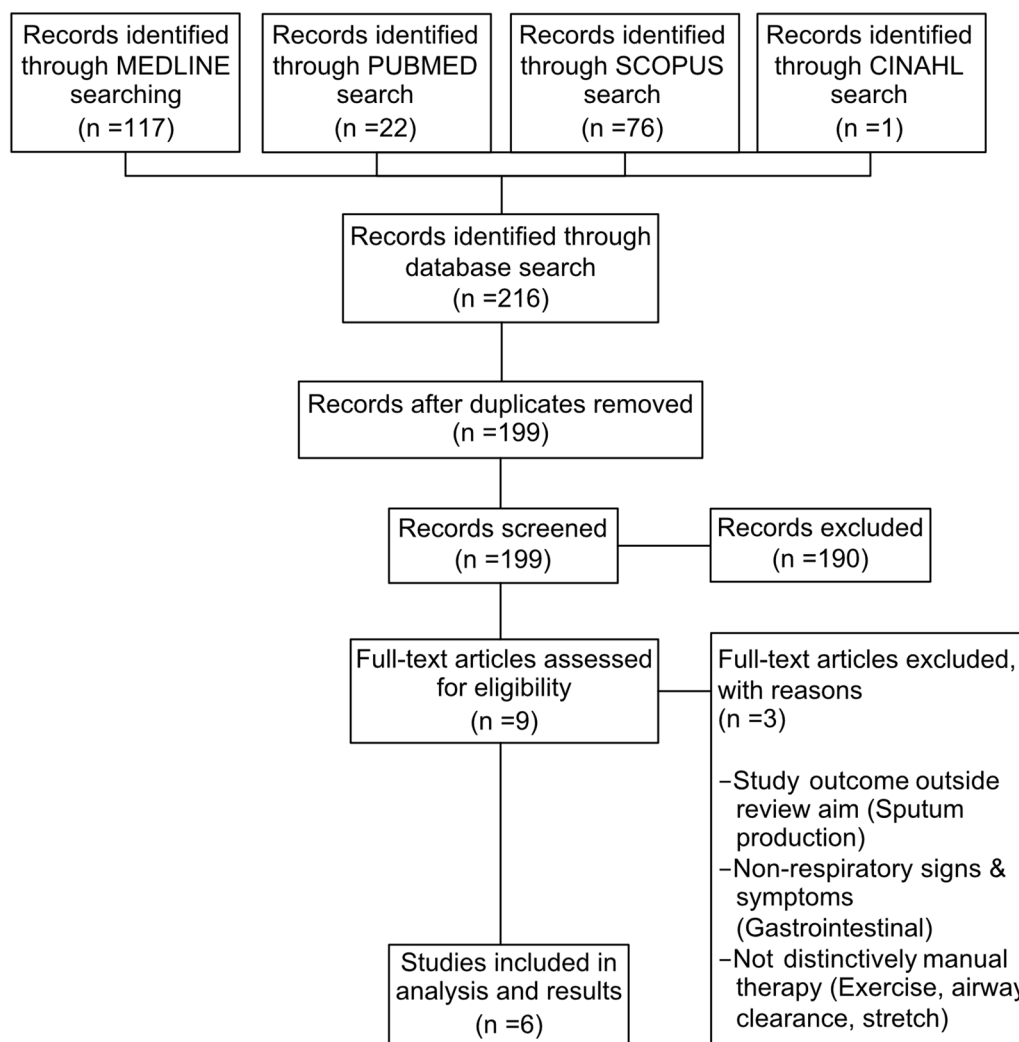 Records identified
through MEDLINE
searching
(n =117)
Records identified
through PUBMED
search
(n =22)
Records identified
through SCOPUS
search
(n =76)
Records identified
through CINAHL
search
(n =1)
Records identified through
database search
(n =216)
Records after duplicates removed
(n =199)
Records screened
(n =199)
Records excluded
(n =190)
Full-text articles assessed
for eligibility
(n =9)
Full-text articles excluded,
with reasons
(n =3)
–Study outcome outside
review aim (Sputum
production)
–Non-respiratory signs &
symptoms
(Gastrointestinal)
–Not distinctively manual
therapy (Exercise, airway
clearance, stretch)
Studies included in
analysis and results
(n =6)